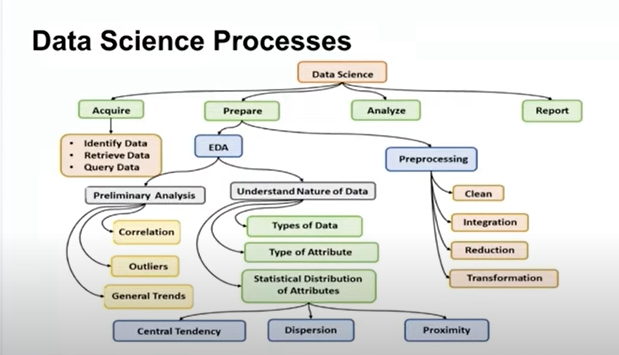 Data Science Processes
Data Science
Acquire
Prepare
Analyze
Report
• Identify Data
• Retrieve Data
• Query Data
EDA
Preprocessing
Preliminary Analysis
Understand Nature of Data
Clean
Correlation
Types of Data
Integration
Type of Attribute
Reduction
Outliers
Statistical Distribution
of Attributes
Transformation
General Trends
Central Tendency
Dispersion
Proximity